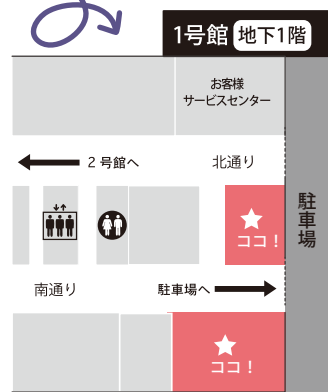 1号館 地下1階
お客様
サービスセンター
2号館へ
北通り
駐車場
ココ！
南通り
駐車場へ
ココ！